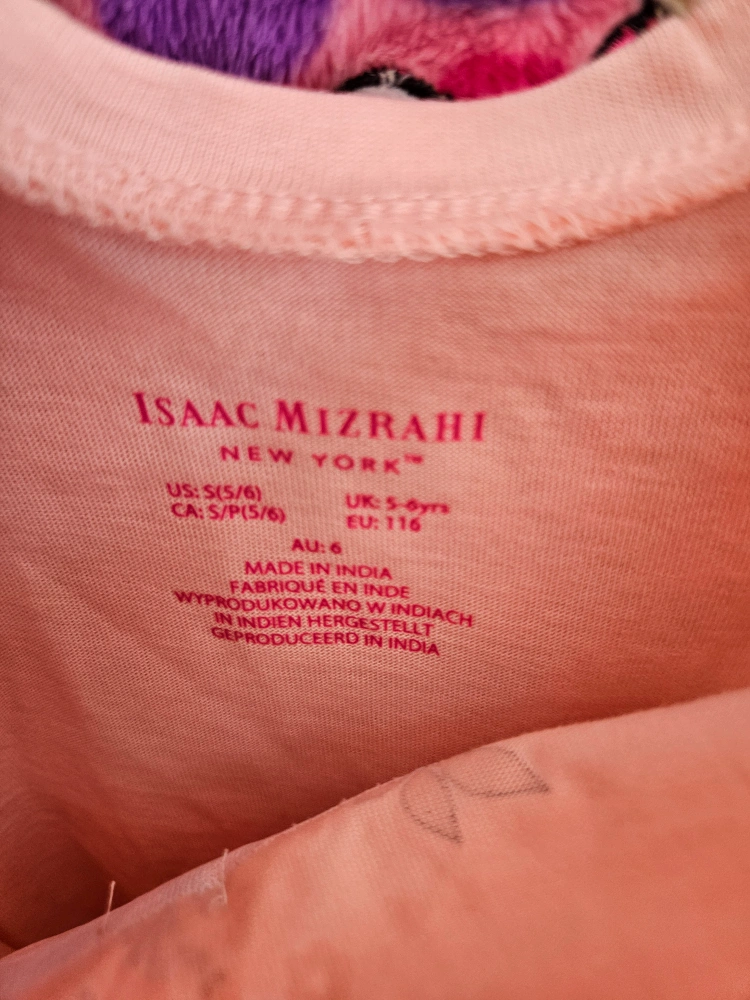 ISAAC MIZRAHI
NEW YORK™
US: S(5/6)
CA: S/P(5/6)
UK: 5-6yrs
EU: 116
AU: 6
MADE IN INDIA
FABRIQUÉ EN INDE
WYPRODUKOWANO W INDIACH
IN INDIEN HERGESTELLT
GEPRODUCEERD IN INDIA